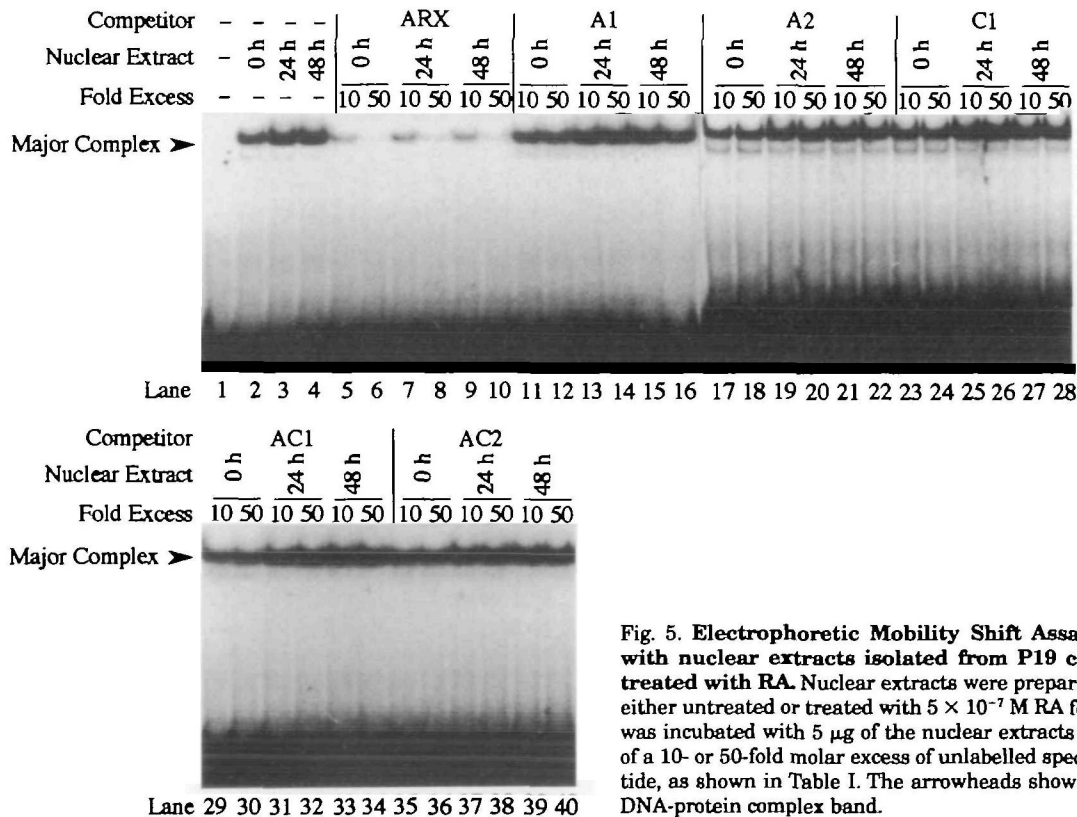 Competitor – – – – ARX A1 A2 C1
Nuclear Extract – 0 h 24 h 48 h 0 h 24 h 48 h 0 h 24 h 48 h 0 h 24 h 48 h 0 h 24 h 48 h
Fold Excess – – – – 10 50 10 50 10 50 10 50 10 50 10 50 10 50 10 50 10 50 10 50 10 50 10 50
Major Complex ➤
Lane 1 2 3 4 5 6 7 8 9 10 11 12 13 14 15 16 17 18 19 20 21 22 23 24 25 26 27 28
Competitor AC1 AC2
Nuclear Extract 0 h 24 h 48 h 0 h 24 h 48 h
Fold Excess 10 50 10 50 10 50 10 50 10 50 10 50
Major Complex ➤
Lane 29 30 31 32 33 34 35 36 37 38 39 40
Fig. 5. Electrophoretic Mobility Shift Assa
with nuclear extracts isolated from P19 c
treated with RA. Nuclear extracts were prepar
either untreated or treated with 5 × 10⁻⁷ M RA f
was incubated with 5 μg of the nuclear extracts
of a 10- or 50-fold molar excess of unlabelled spec
tide, as shown in Table I. The arrowheads show
DNA-protein complex band.